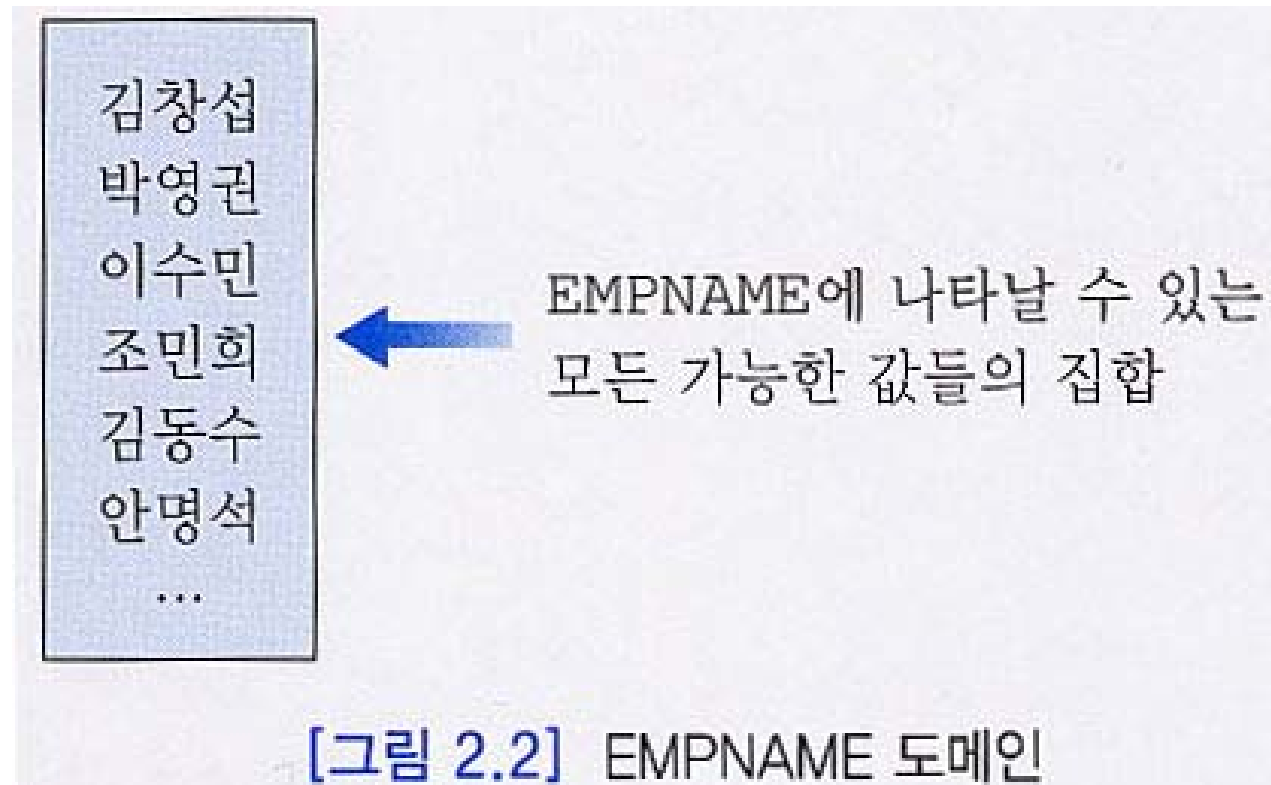 김창섭
박영권
이수민
조민희
김동수
안명석
...
EMPNAME에 나타날 수 있는
모든 가능한 값들의 집합
[그림 2.2] EMPNAME 도메인